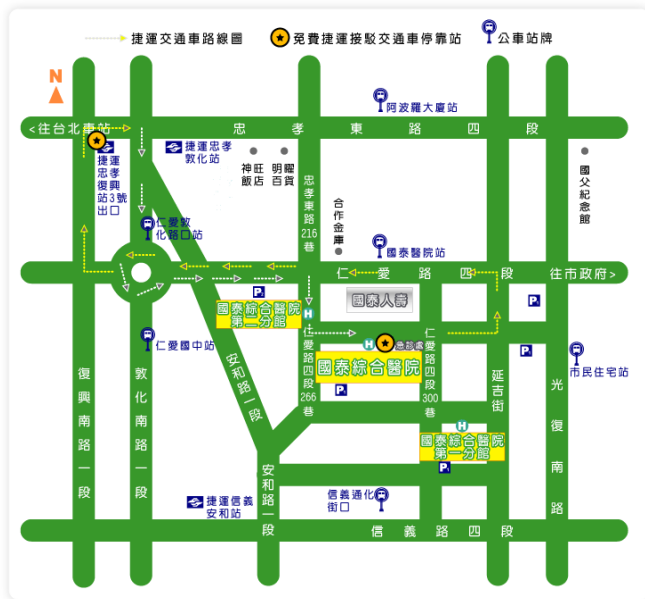 捷運交通車路線圖
免費捷運接駁交通車停靠站
公車站牌
N
阿波羅大廈站
<往台北車站
忠孝東路四段
捷運
忠孝
復興
站3號
出口
捷運忠孝
敦化站
神旺
飯店
明曜
百貨
忠孝東路216巷
合作金庫
國父紀念館
仁愛敦
化路口站
國泰醫院站
仁愛路四段
往市政府>
P
國泰人壽
P
國泰綜合醫院
第二分館
H
仁愛國中站
仁愛路四段266巷
H
急診處
國泰綜合醫院
仁愛路四段300巷
P
P
市民住宅站
安和路一段
復興南路一段
敦化南路一段
延吉街
光復南路
H
國泰綜合醫院
第一分館
P
安和路一段
捷運信義
安和站
信義通化
街口
信義路四段